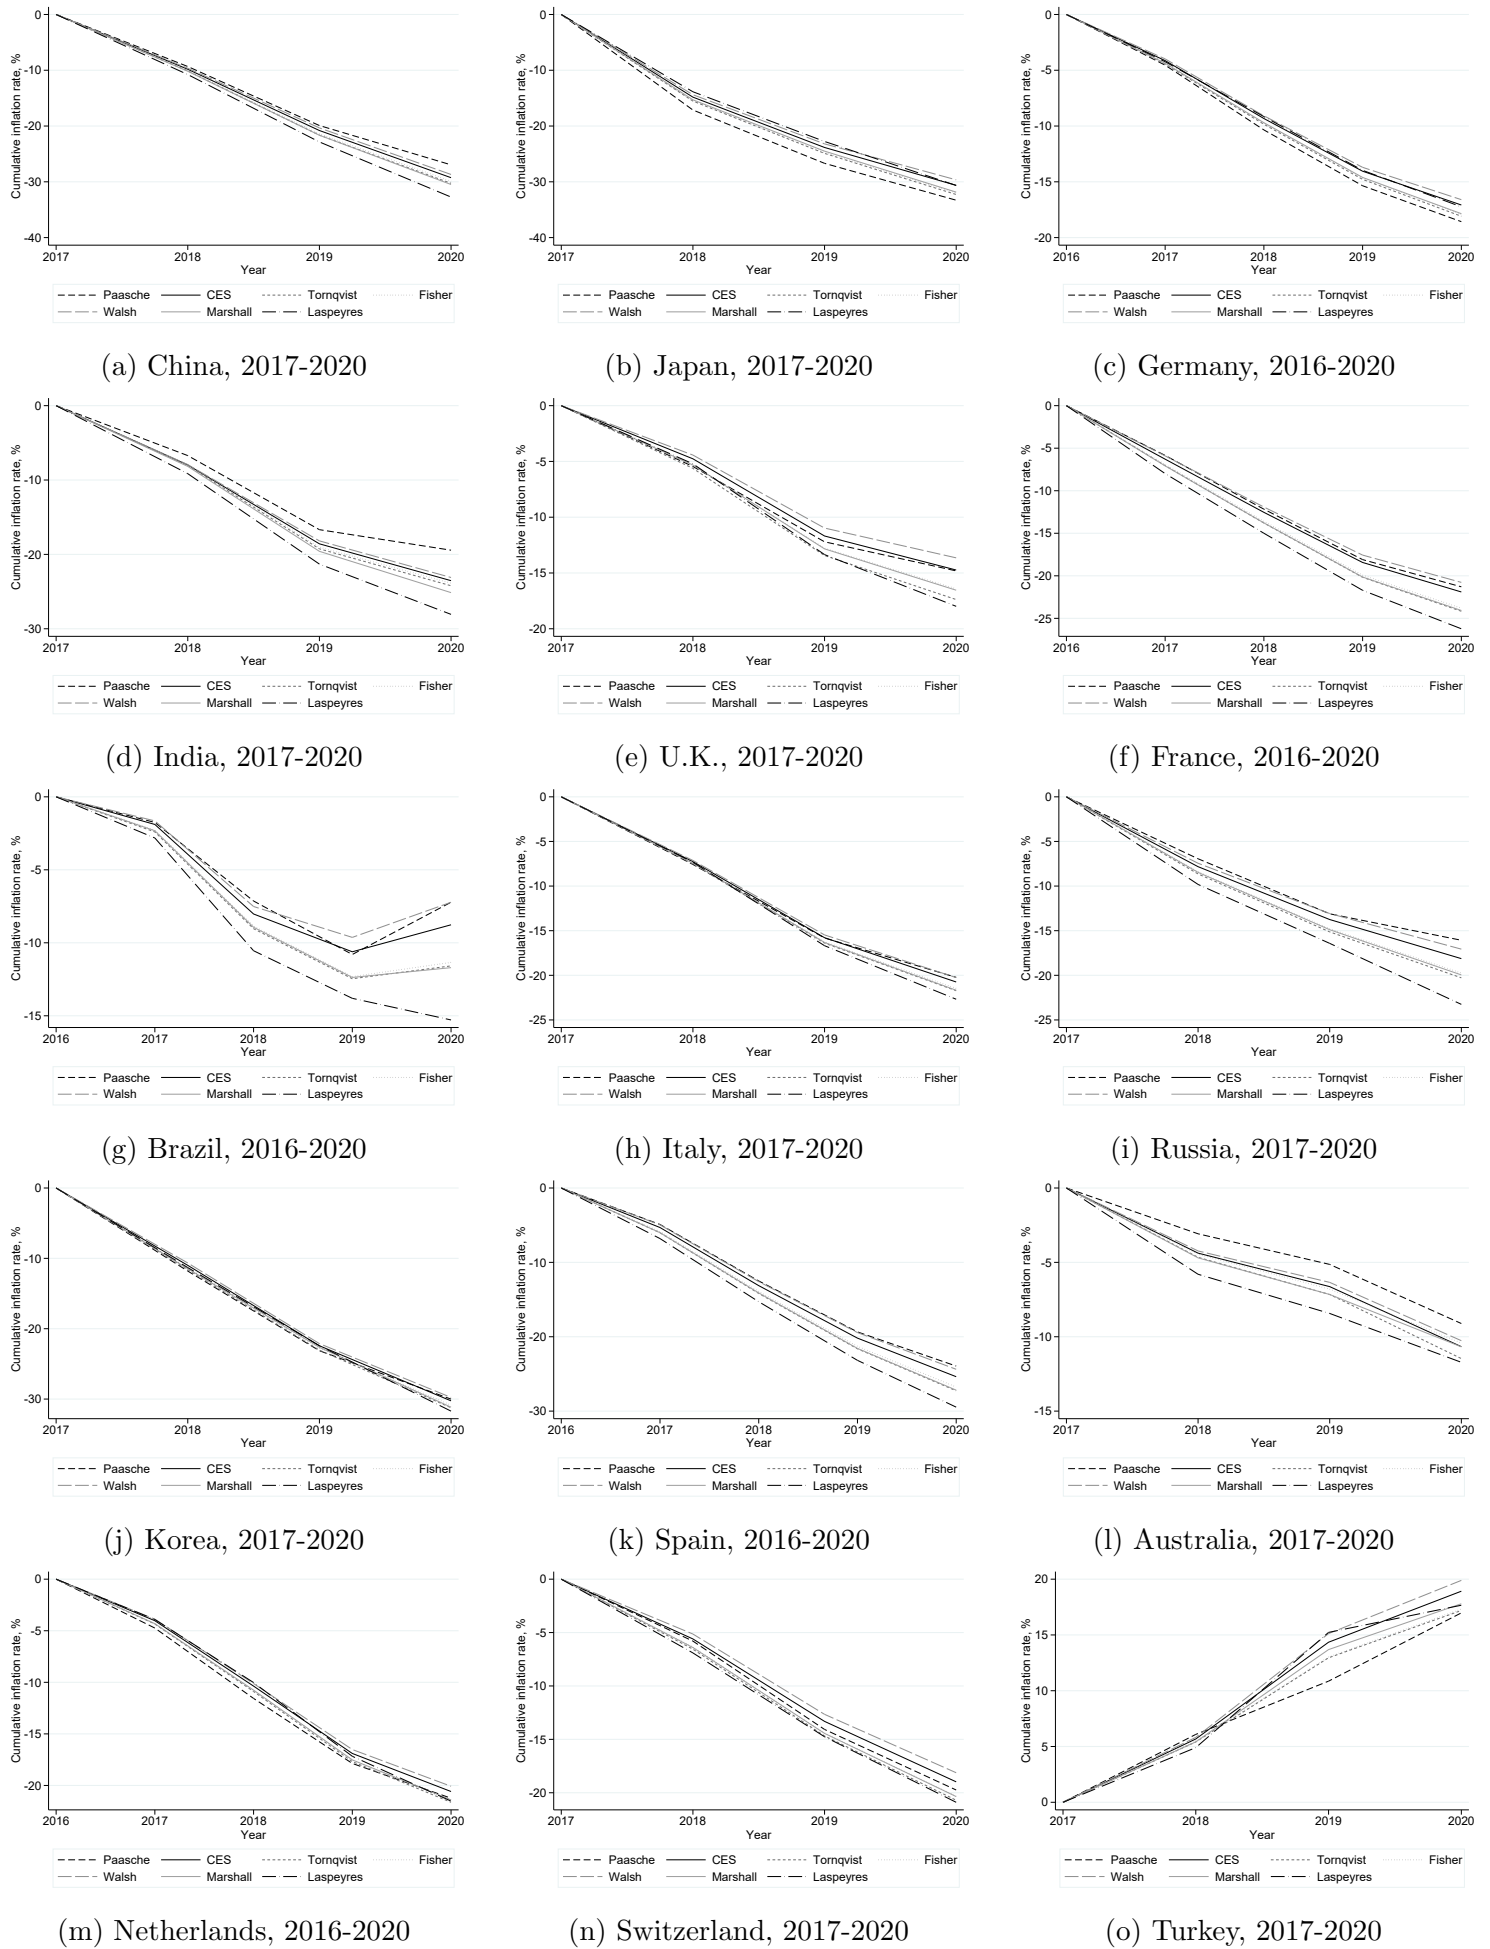 Cumulative inflation rate, %
0
-10
-20
-30
-40
2017 2018 2019 2020
Year
Paasche CES Tornqvist Fisher
Walsh Marshall Laspeyres
(a) China, 2017-2020
Cumulative inflation rate, %
0
-10
-20
-30
-40
2017 2018 2019 2020
Year
Paasche CES Tornqvist Fisher
Walsh Marshall Laspeyres
(b) Japan, 2017-2020
Cumulative inflation rate, %
0
-5
-10
-15
-20
2016 2017 2018 2019 2020
Year
Paasche CES Tornqvist Fisher
Walsh Marshall Laspeyres
(c) Germany, 2016-2020
Cumulative inflation rate, %
0
-10
-20
-30
2017 2018 2019 2020
Year
Paasche CES Tornqvist Fisher
Walsh Marshall Laspeyres
(d) India, 2017-2020
Cumulative inflation rate, %
0
-5
-10
-15
-20
2017 2018 2019 2020
Year
Paasche CES Tornqvist Fisher
Walsh Marshall Laspeyres
(e) U.K., 2017-2020
Cumulative inflation rate, %
0
-5
-10
-15
-20
-25
2016 2017 2018 2019 2020
Year
Paasche CES Tornqvist Fisher
Walsh Marshall Laspeyres
(f) France, 2016-2020
Cumulative inflation rate, %
0
-5
-10
-15
2016 2017 2018 2019 2020
Year
Paasche CES Tornqvist Fisher
Walsh Marshall Laspeyres
(g) Brazil, 2016-2020
Cumulative inflation rate, %
0
-5
-10
-15
-20
-25
2017 2018 2019 2020
Year
Paasche CES Tornqvist Fisher
Walsh Marshall Laspeyres
(h) Italy, 2017-2020
Cumulative inflation rate, %
0
-5
-10
-15
-20
-25
2017 2018 2019 2020
Year
Paasche CES Tornqvist Fisher
Walsh Marshall Laspeyres
(i) Russia, 2017-2020
Cumulative inflation rate, %
0
-10
-20
-30
2017 2018 2019 2020
Year
Paasche CES Tornqvist Fisher
Walsh Marshall Laspeyres
(j) Korea, 2017-2020
Cumulative inflation rate, %
0
-10
-20
-30
2016 2017 2018 2019 2020
Year
Paasche CES Tornqvist Fisher
Walsh Marshall Laspeyres
(k) Spain, 2016-2020
Cumulative inflation rate, %
0
-5
-10
-15
2017 2018 2019 2020
Year
Paasche CES Tornqvist Fisher
Walsh Marshall Laspeyres
(l) Australia, 2017-2020
Cumulative inflation rate, %
0
-5
-10
-15
-20
2016 2017 2018 2019 2020
Year
Paasche CES Tornqvist Fisher
Walsh Marshall Laspeyres
(m) Netherlands, 2016-2020
Cumulative inflation rate, %
0
-5
-10
-15
-20
2017 2018 2019 2020
Year
Paasche CES Tornqvist Fisher
Walsh Marshall Laspeyres
(n) Switzerland, 2017-2020
Cumulative inflation rate, %
20
15
10
5
0
2017 2018 2019 2020
Year
Paasche CES Tornqvist Fisher
Walsh Marshall Laspeyres
(o) Turkey, 2017-2020